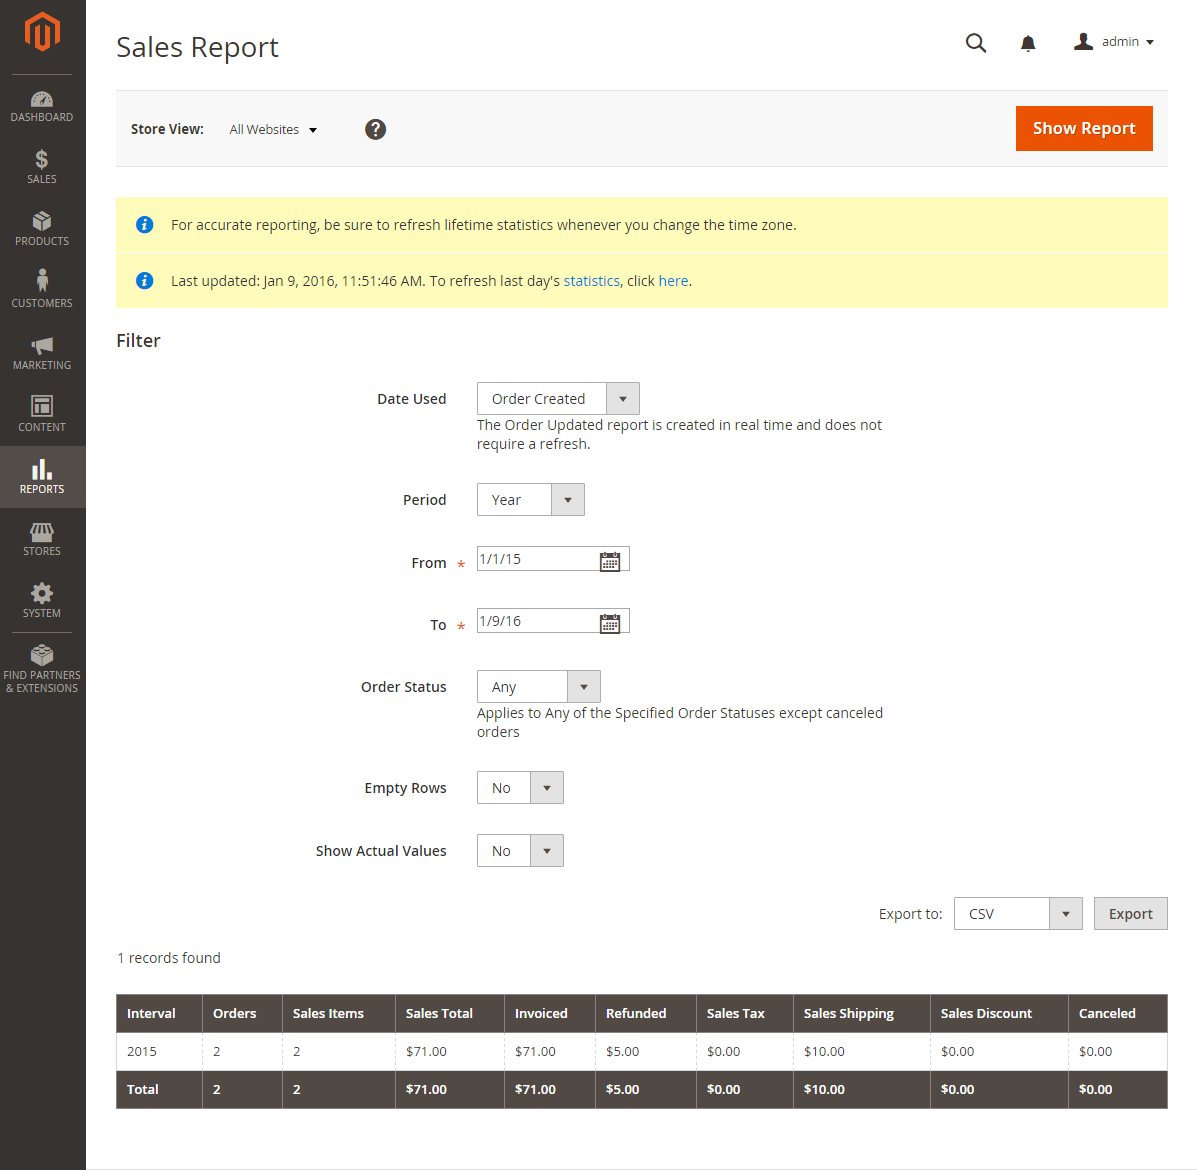 Sales Report
admin
DASHBOARD
SALES
PRODUCTS
CUSTOMERS
MARKETING
CONTENT
REPORTS
STORES
SYSTEM
FIND PARTNERS
& EXTENSIONS
Store View: All Websites ?
Show Report
For accurate reporting, be sure to refresh lifetime statistics whenever you change the time zone.
Last updated: Jan 9, 2016, 11:51:46 AM. To refresh last day's statistics, click here.
Filter
Date Used Order Created
The Order Updated report is created in real time and does not
require a refresh.
Period Year
From * 1/1/15
To * 1/9/16
Order Status Any
Applies to Any of the Specified Order Statuses except canceled
orders
Empty Rows No
Show Actual Values No
Export to: CSV Export
1 records found
Interval Orders Sales Items Sales Total Invoiced Refunded Sales Tax Sales Shipping Sales Discount Canceled
2015 2 2 $71.00 $71.00 $5.00 $0.00 $10.00 $0.00 $0.00
Total 2 2 $71.00 $71.00 $5.00 $0.00 $10.00 $0.00 $0.00